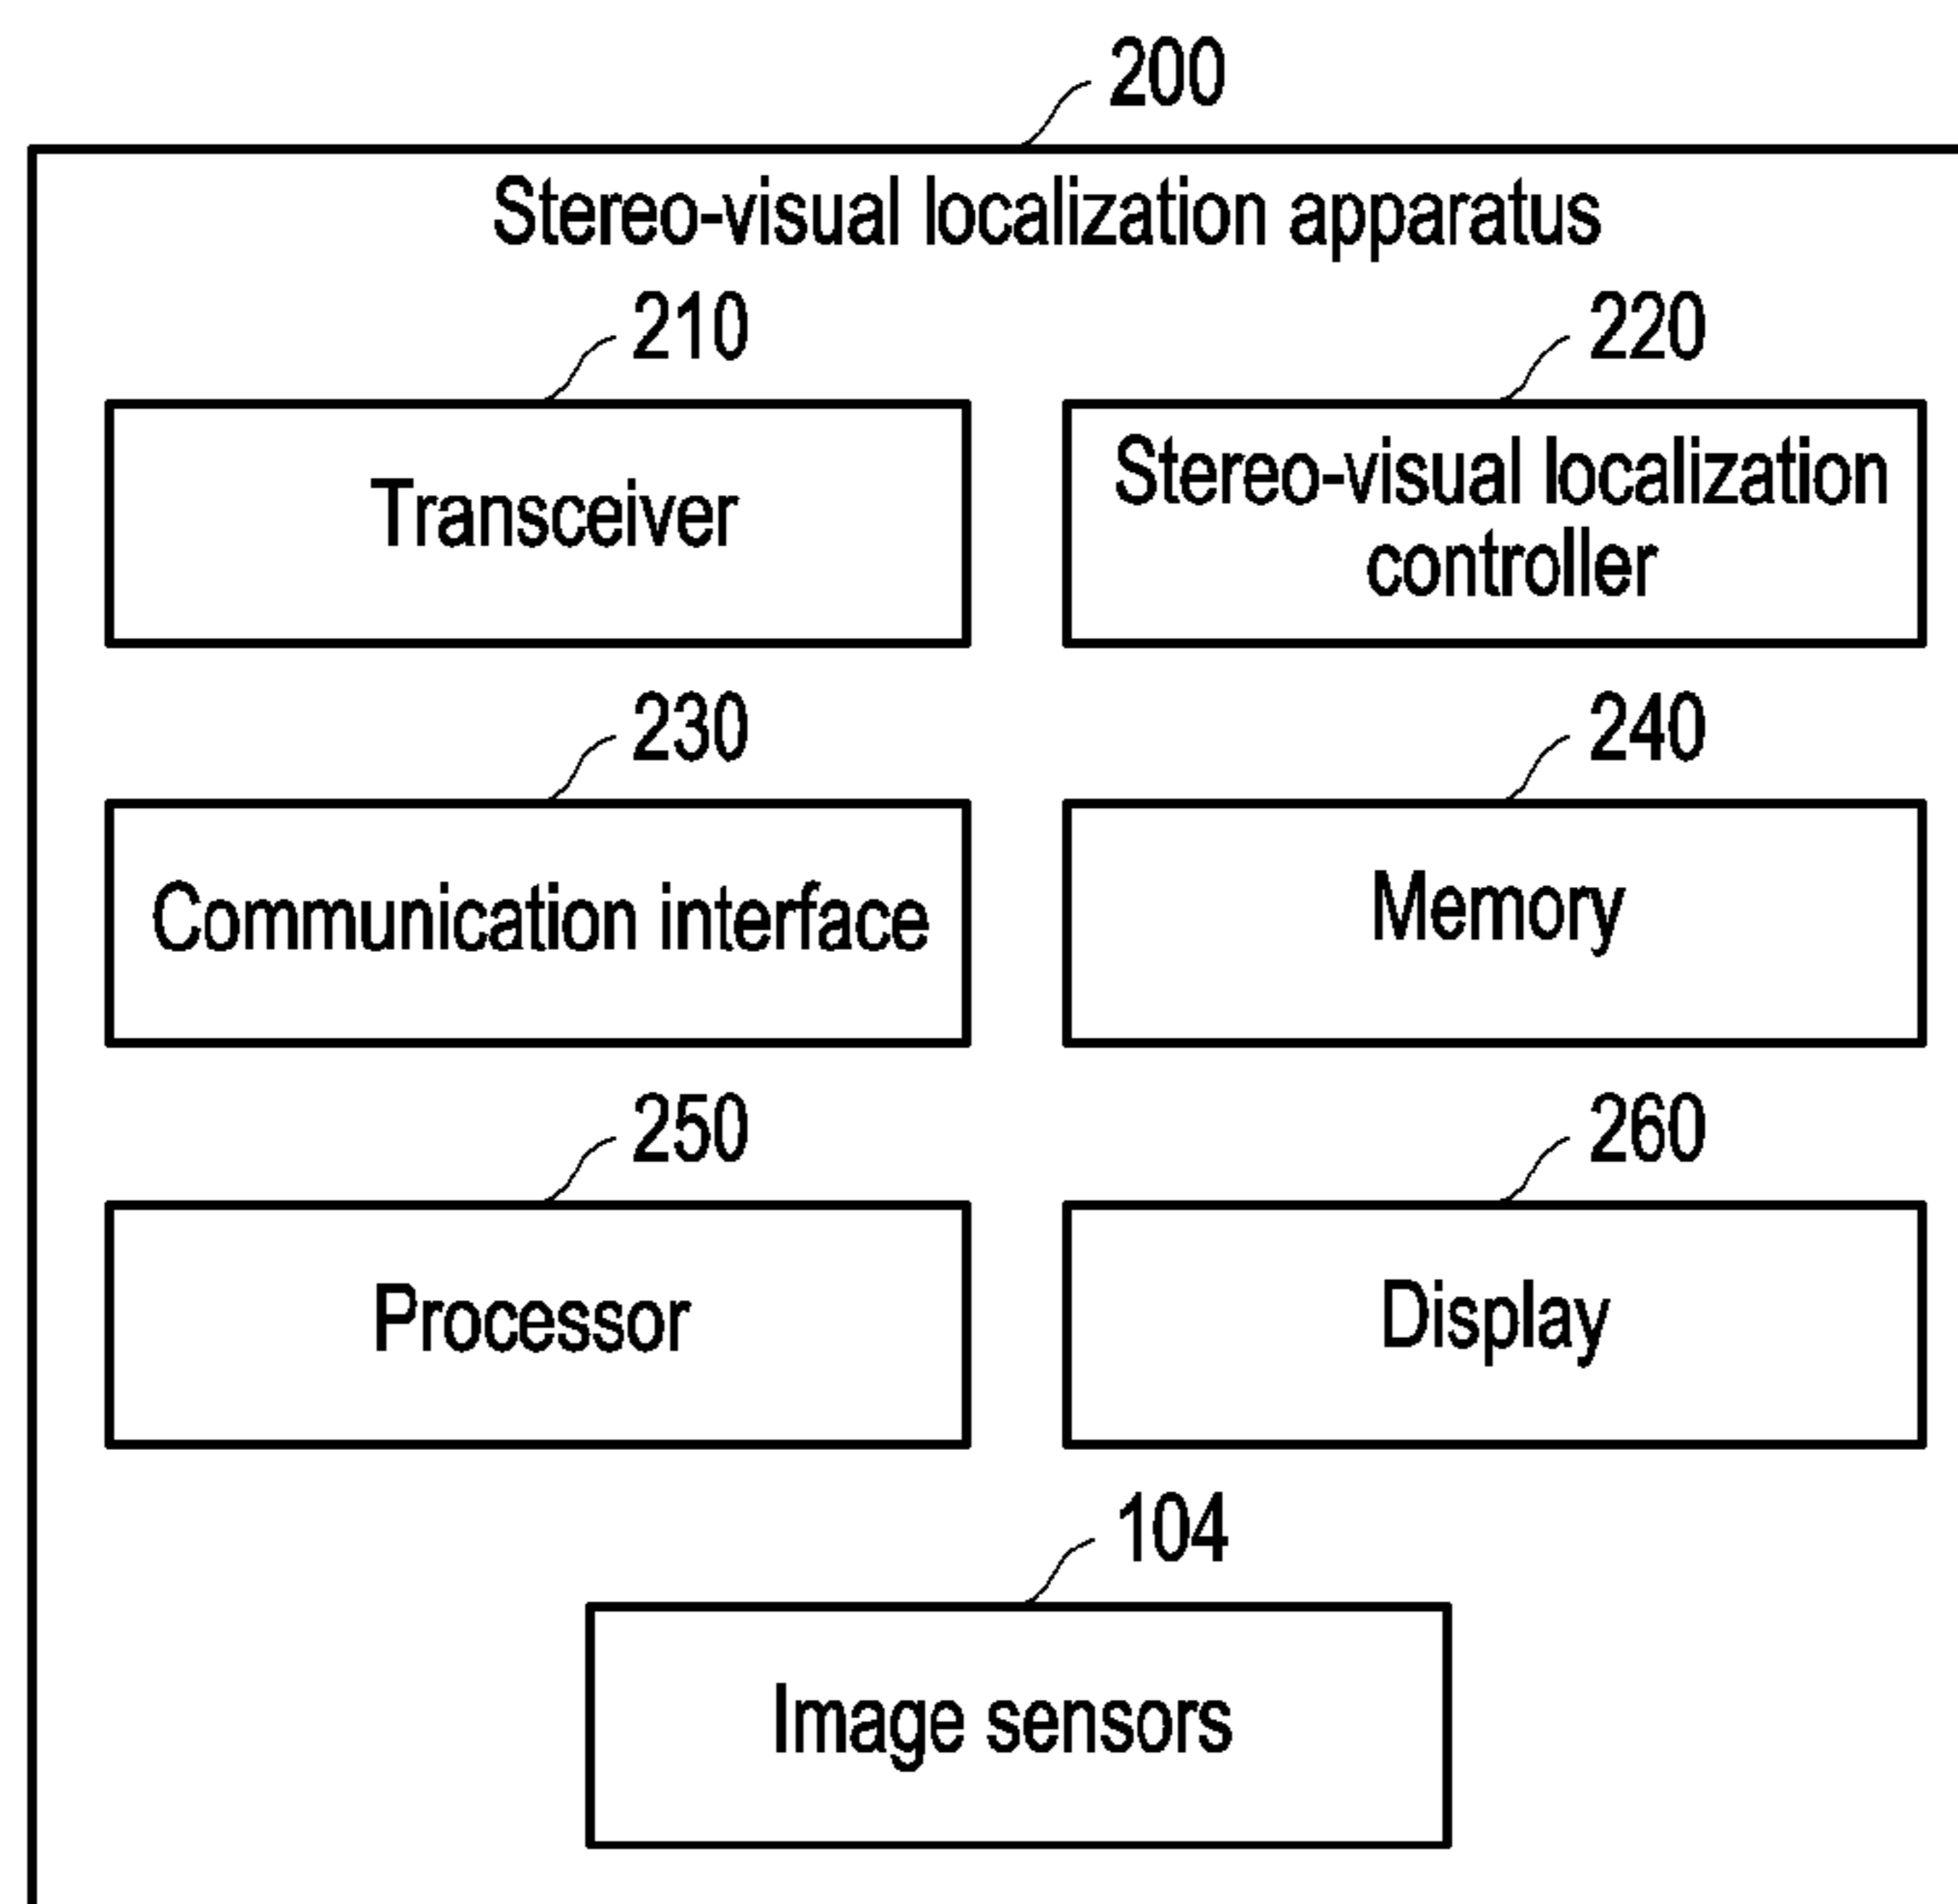 200
Stereo-visual localization apparatus
210
220
Transceiver
Stereo-visual localization
controller
230
240
Communication interface
Memory
250
260
Processor
Display
104
Image sensors